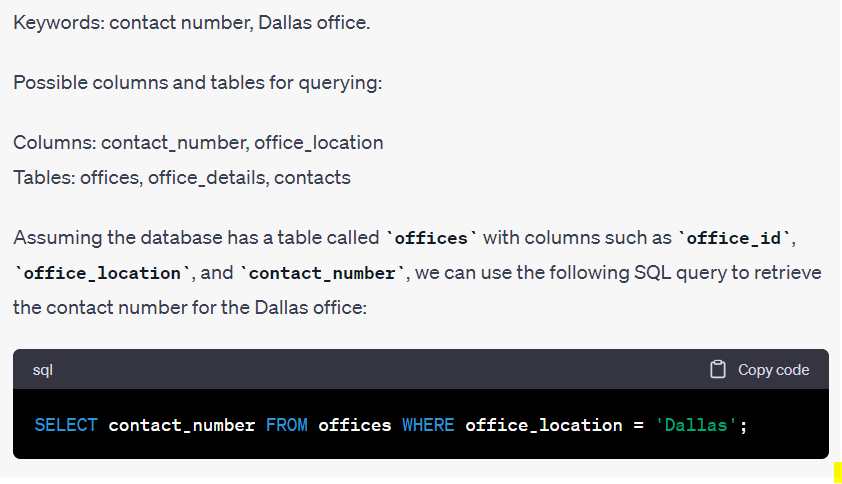 Keywords: contact number, Dallas office.
Possible columns and tables for querying:
Columns: contact_number, office_location
Tables: offices, office_details, contacts
Assuming the database has a table called `offices` with columns such as `office_id`,
`office_location`, and `contact_number`, we can use the following SQL query to retrieve
the contact number for the Dallas office:
sql Copy code
SELECT contact_number FROM offices WHERE office_location = 'Dallas';